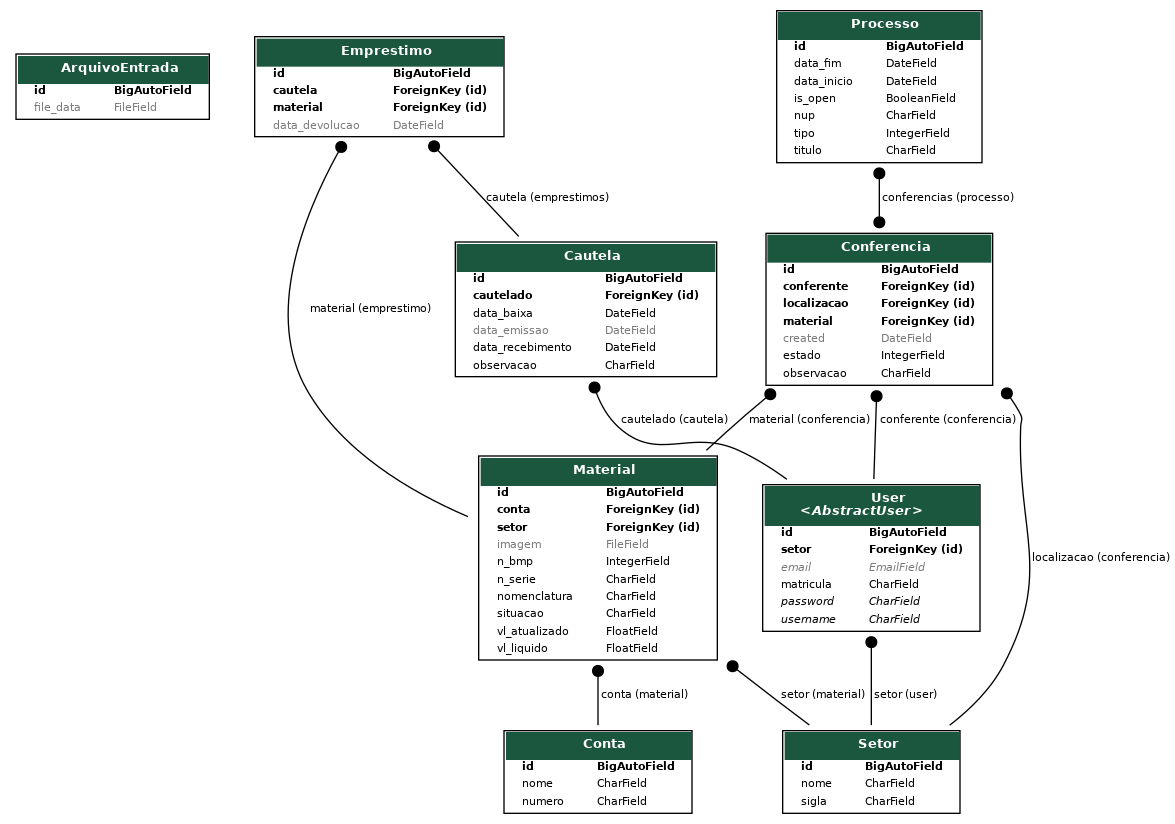 ArquivoEntrada
id BigAutoField
file_data FileField
Emprestimo
id BigAutoField
cautela ForeignKey (id)
material ForeignKey (id)
data_devolucao DateField
Processo
id BigAutoField
data_fim DateField
data_inicio DateField
is_open BooleanField
nup CharField
tipo IntegerField
titulo CharField
cautela (emprestimos)
conferencias (processo)
material (emprestimo)
Cautela
id BigAutoField
cautelado ForeignKey (id)
data_baixa DateField
data_emissao DateField
data_recebimento DateField
observacao CharField
Conferencia
id BigAutoField
conferente ForeignKey (id)
localizacao ForeignKey (id)
material ForeignKey (id)
created DateField
estado IntegerField
observacao CharField
cautelado (cautela)
material (conferencia)
conferente (conferencia)
localizacao (conferencia)
Material
id BigAutoField
conta ForeignKey (id)
setor ForeignKey (id)
imagem FileField
n_bmp IntegerField
n_serie CharField
nomenclatura CharField
situacao CharField
vl_atualizado FloatField
vl_liquido FloatField
User
<AbstractUser>
id BigAutoField
setor ForeignKey (id)
email EmailField
matricula CharField
password CharField
username CharField
conta (material)
setor (material)
setor (user)
Conta
id BigAutoField
nome CharField
numero CharField
Setor
id BigAutoField
nome CharField
sigla CharField